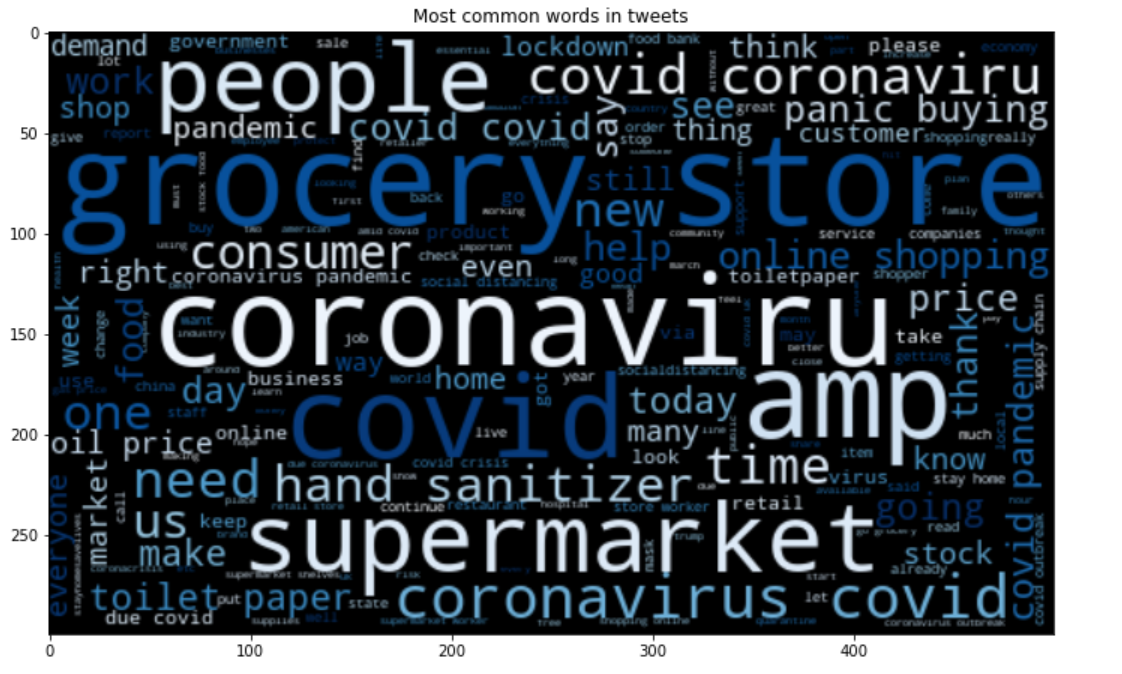 Most common words in tweets
0
50
100
150
200
250
0
100
200
300
400
demand government sale lockdown food bank think please economy
lot essential
work people covid coronaviru
shop crisis say see great panic buying
give report pandemic covid covid order thing customer shopping really
stop find retailer everything
grocery store
must stock food looking first still support others
back go new working family plan
buy two american amid covid product community service companies thought
using consumer check important help online shopping
right coronavirus pandemic even long good march toiletpaper shopper
social distancing
week change food want industry job coronaviru via may price supply chain
better close take thank getting
use china around way world home got year socialdistancing
day business learn
one staff covid today amp local pandemic
oil price online live many line public much
making hope look time item know
everyone market call need due coronavirus covid crisis hand sanitizer due virus stay home
place snow available said
us keep retail store continue restaurant hospital store worker retail going hour
brand supermarket mask trump read
make stock covid outbreak
supermarket shelves risk start already
toilet put paper state coronavirus covid let covid
due covid supplies well supermarket worker free shopping online quarantine coronavirus outbreak